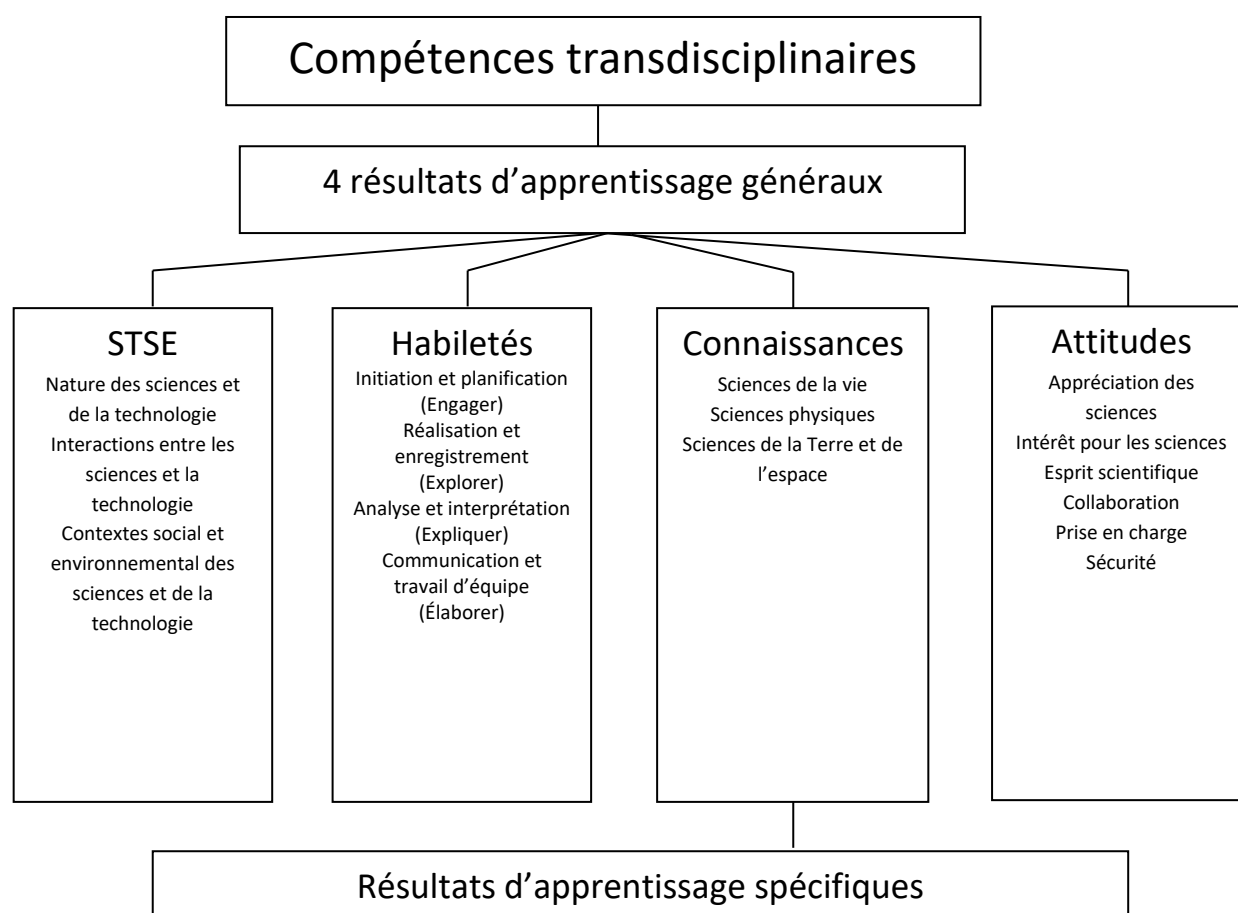 Compétences transdisciplinaires
4 résultats d’apprentissage généraux
STSE
Nature des sciences et
de la technologie
Interactions entre les
sciences et la
technologie
Contextes social et
environnemental des
sciences et de la
technologie
Habiletés
Initiation et planification
(Engager)
Réalisation et
enregistrement
(Explorer)
Analyse et interprétation
(Expliquer)
Communication et
travail d’équipe
(Élaborer)
Connaissances
Sciences de la vie
Sciences physiques
Sciences de la Terre et de
l’espace
Attitudes
Appréciation des
sciences
Intérêt pour les sciences
Esprit scientifique
Collaboration
Prise en charge
Sécurité
Résultats d’apprentissage spécifiques